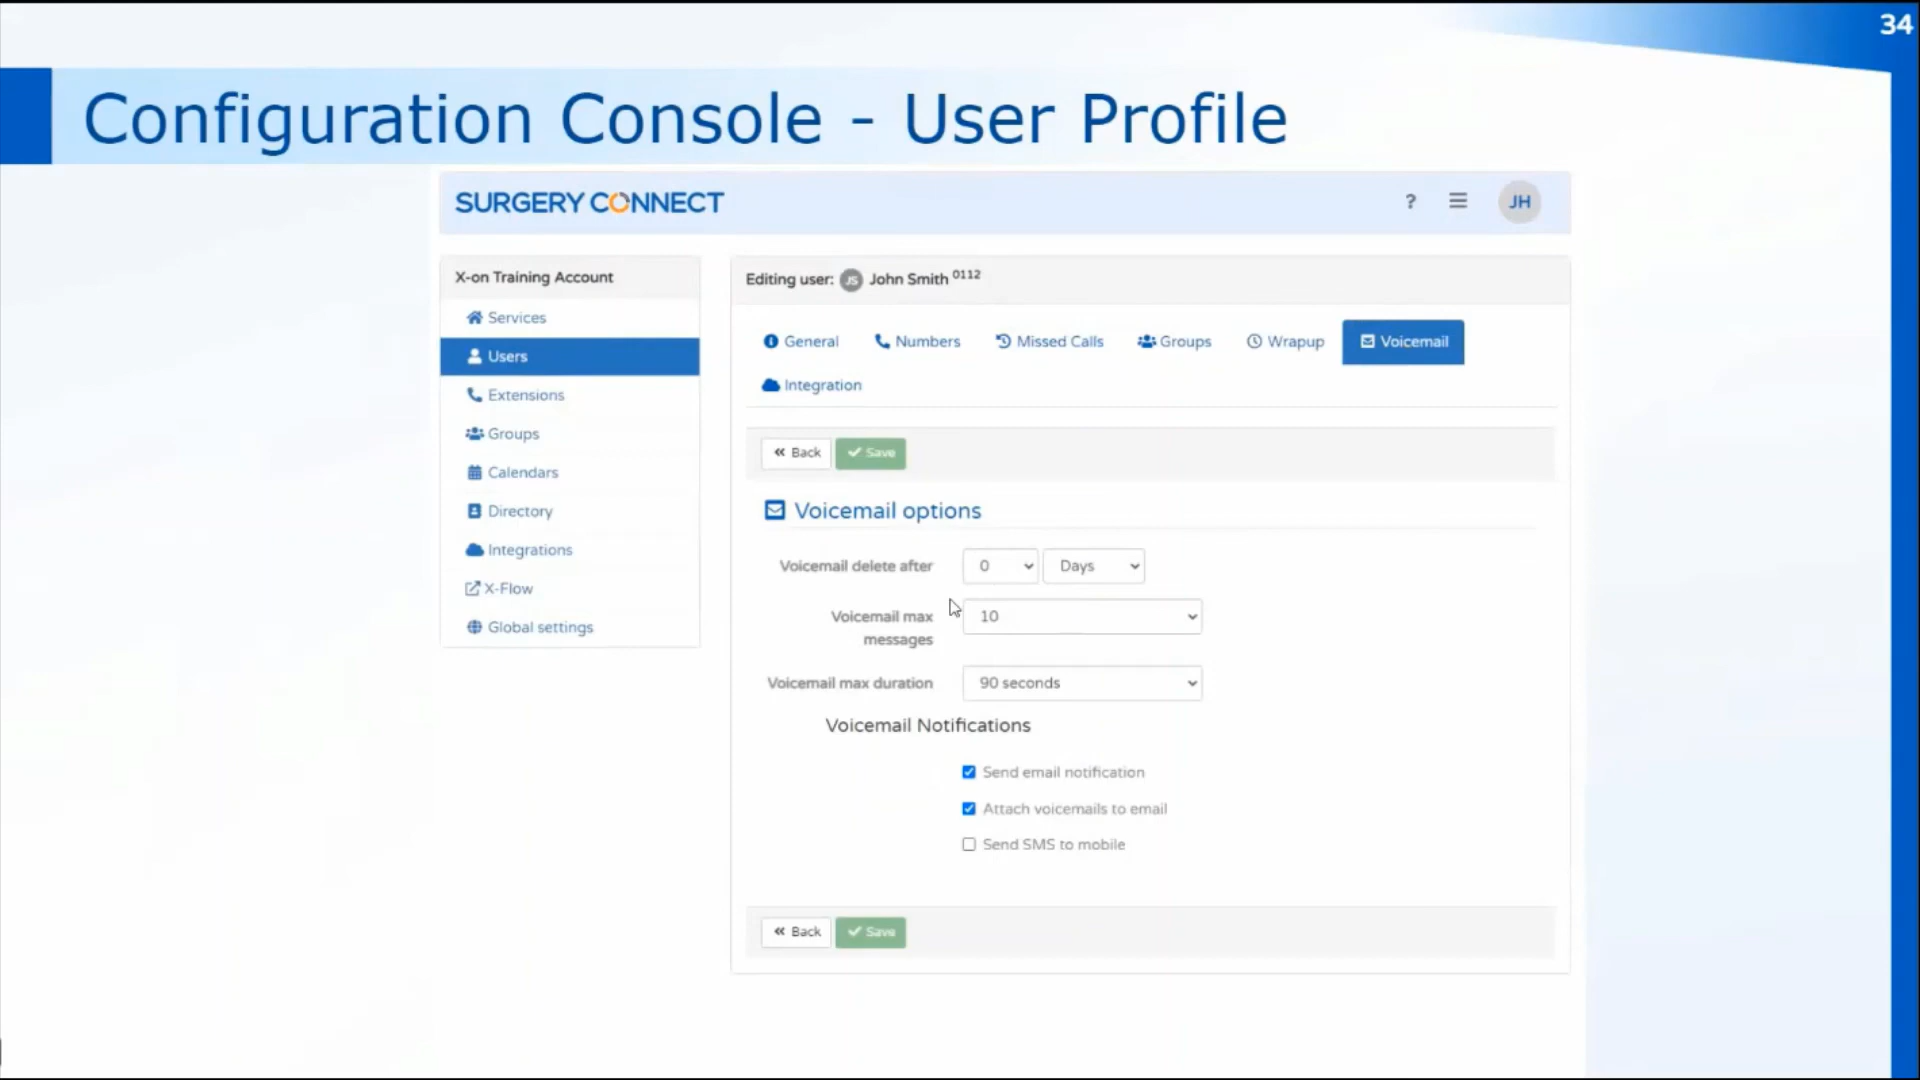 34
Configuration Console - User Profile
SURGERY CONNECT
? JH
X-on Training Account
Services
Users
Extensions
Groups
Calendars
Directory
Integrations
X-Flow
Global settings
Editing user: JS John Smith 0112
General Numbers Missed Calls Groups Wrapup Voicemail
Integration
« Back Save
Voicemail options
Voicemail delete after 0 Days
Voicemail max 10
messages
Voicemail max duration 90 seconds
Voicemail Notifications
Send email notification
Attach voicemails to email
Send SMS to mobile
« Back Save